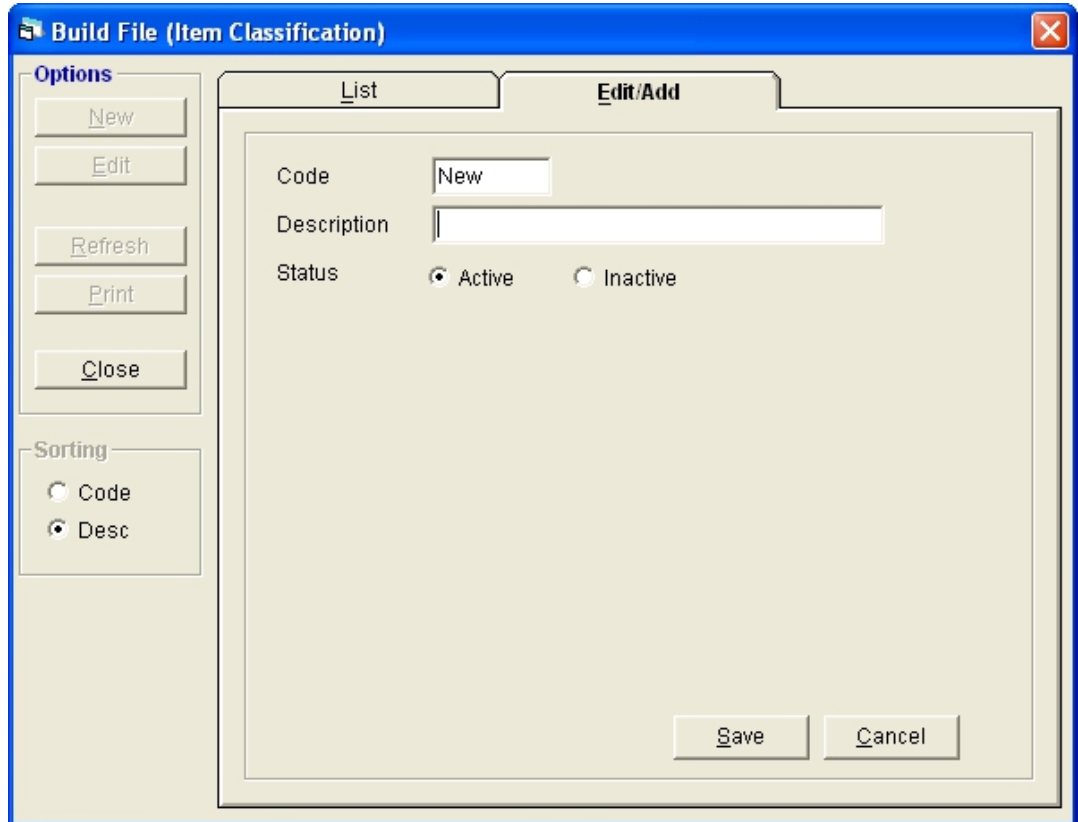 Build File (Item Classification)
Options
New
Edit
Refresh
Print
Close
Sorting
Code
Desc
List
Edit/Add
Code New
Description
Status Active Inactive
Save Cancel